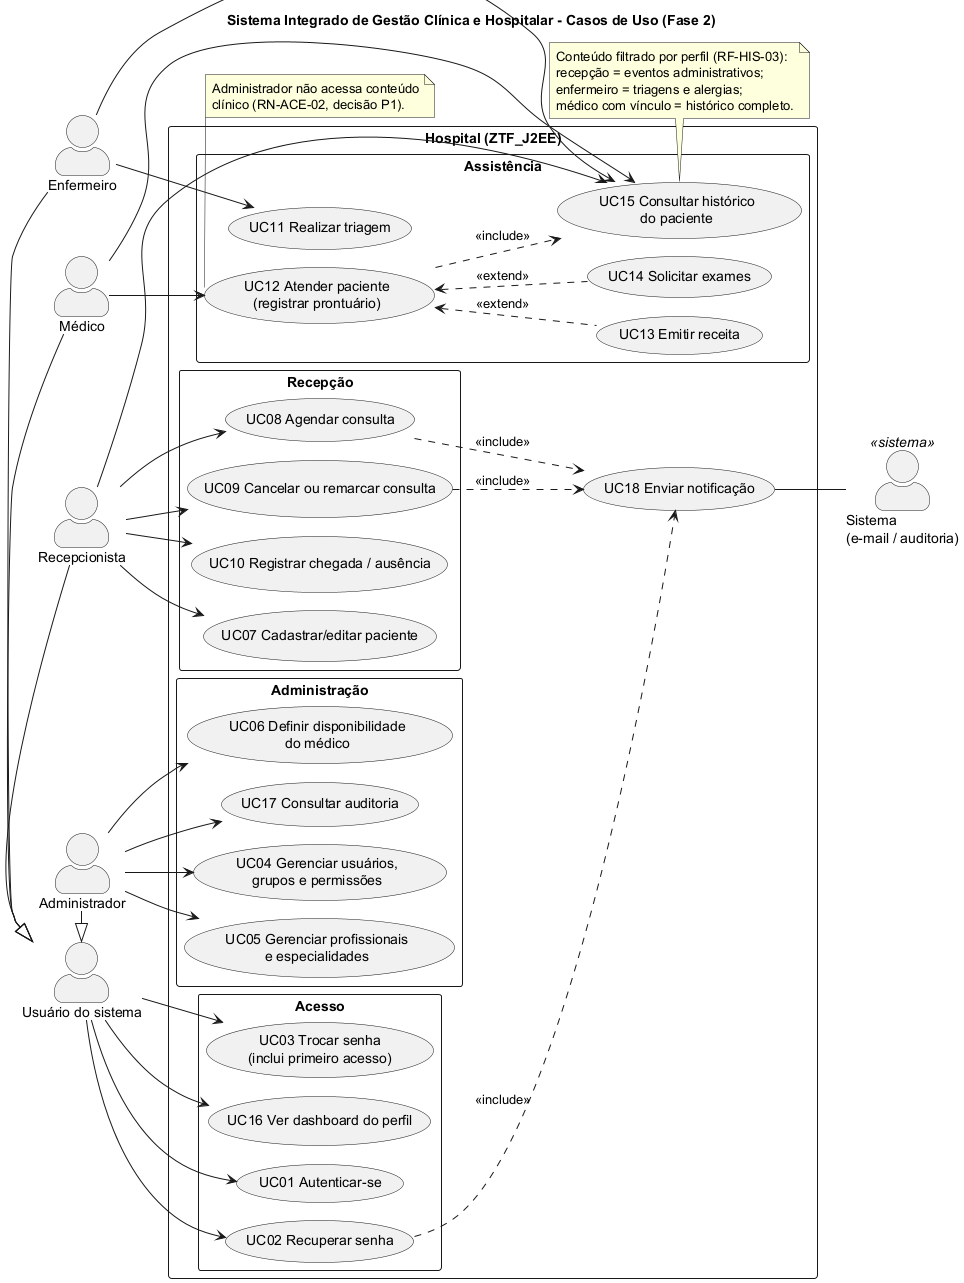 Sistema Integrado de Gestão Clínica e Hospitalar - Casos de Uso (Fase 2)
Conteúdo filtrado por perfil (RF-HIS-03):
recepção = eventos administrativos;
enfermeiro = triagens e alergias;
médico com vínculo = histórico completo.
Administrador não acessa conteúdo
clínico (RN-ACE-02, decisão P1).
Hospital (ZTF_J2EE)
Assistência
Enfermeiro
UC15 Consultar histórico
do paciente
UC11 Realizar triagem
«include»
UC12 Atender paciente
(registrar prontuário)
«extend»
UC14 Solicitar exames
«extend»
Médico
UC13 Emitir receita
Recepção
UC08 Agendar consulta
«include»
«sistema»
UC09 Cancelar ou remarcar consulta
«include»
UC18 Enviar notificação
Sistema
(e-mail / auditoria)
Recepcionista
UC10 Registrar chegada / ausência
UC07 Cadastrar/editar paciente
Administração
UC06 Definir disponibilidade
do médico
UC17 Consultar auditoria
UC04 Gerenciar usuários,
grupos e permissões
Administrador
UC05 Gerenciar profissionais
e especialidades
Usuário do sistema
Acesso
UC03 Trocar senha
(inclui primeiro acesso)
«include»
UC16 Ver dashboard do perfil
UC01 Autenticar-se
UC02 Recuperar senha